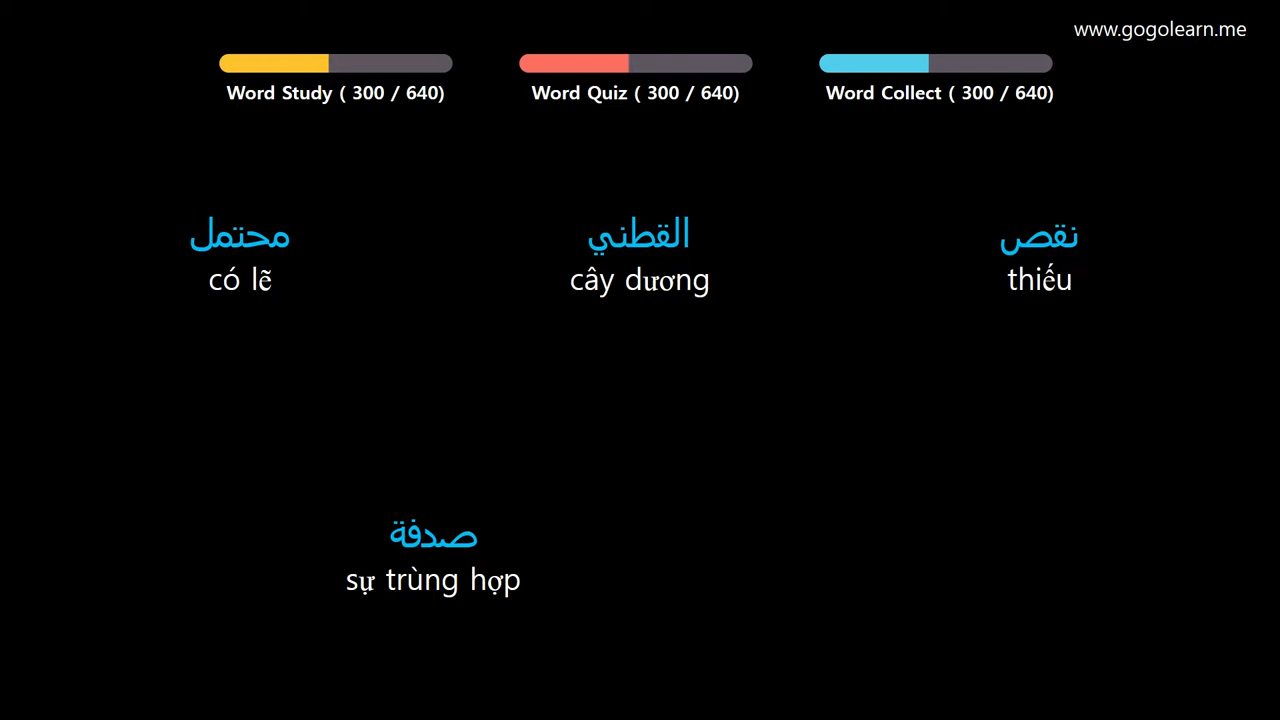 www.gogolearn.me
Word Study ( 300 / 640)
Word Quiz ( 300 / 640)
Word Collect ( 300 / 640)
محتمل
có lẽ
القطني
cây dương
نقص
thiếu
صدفة
sự trùng hợp